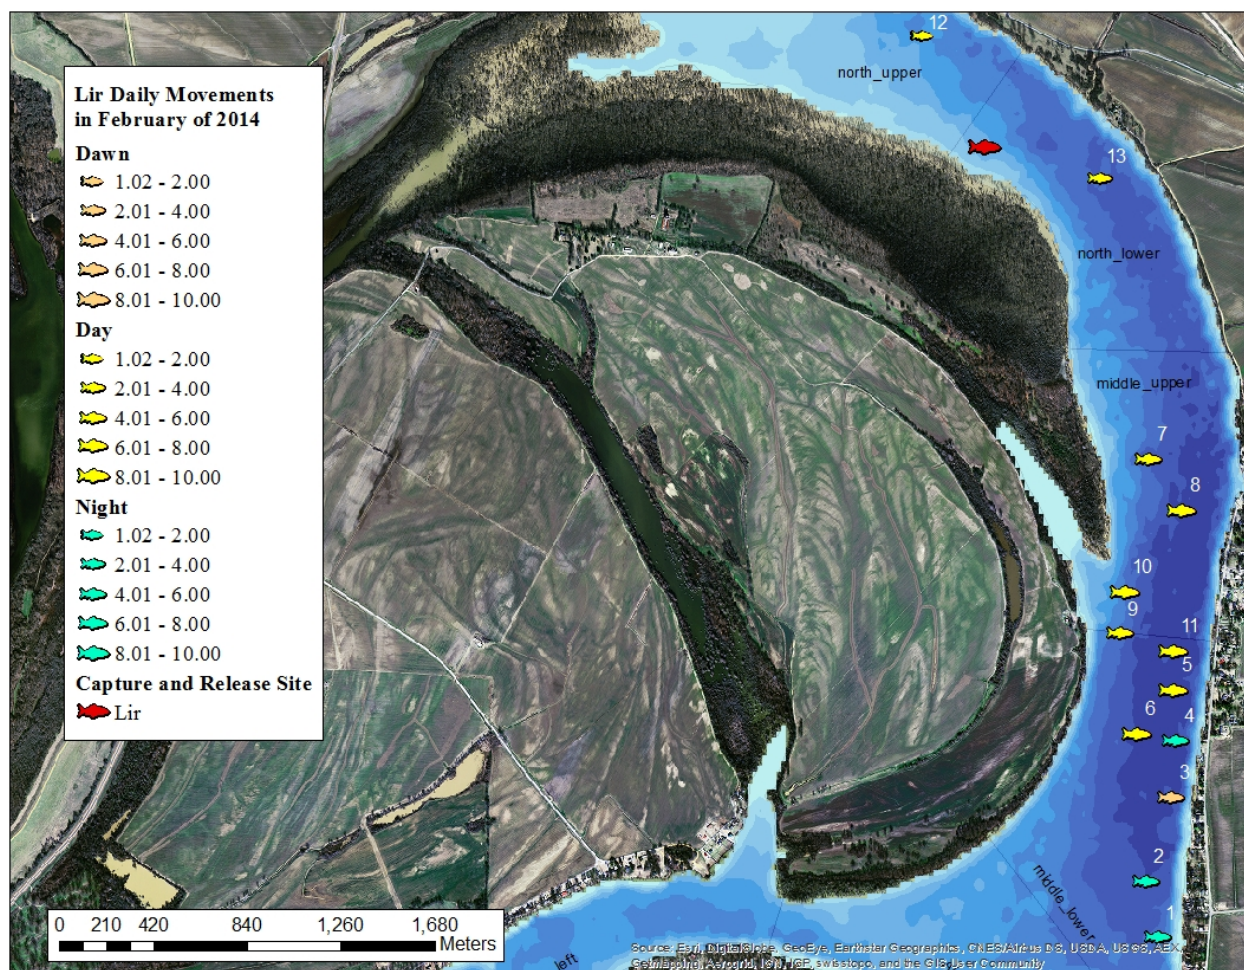 Lir Daily Movements
in February of 2014
Dawn
1.02 - 2.00
2.01 - 4.00
4.01 - 6.00
6.01 - 8.00
8.01 - 10.00
Day
1.02 - 2.00
2.01 - 4.00
4.01 - 6.00
6.01 - 8.00
8.01 - 10.00
Night
1.02 - 2.00
2.01 - 4.00
4.01 - 6.00
6.01 - 8.00
8.01 - 10.00
Capture and Release Site
Lir
12
north_upper
13
north_lower
middle_upper
7
8
10
9
11
5
6
4
3
2
middle_lower
1
left
0 210 420 840 1,260 1,680
Meters
Source: Esri, DigitalGlobe, GeoEye, Earthstar Geographics, CNES/Airbus DS, USDA, USGS, AEX,
Getmapping, Aerogrid, IGN, IGP, swisstopo, and the GIS User Community